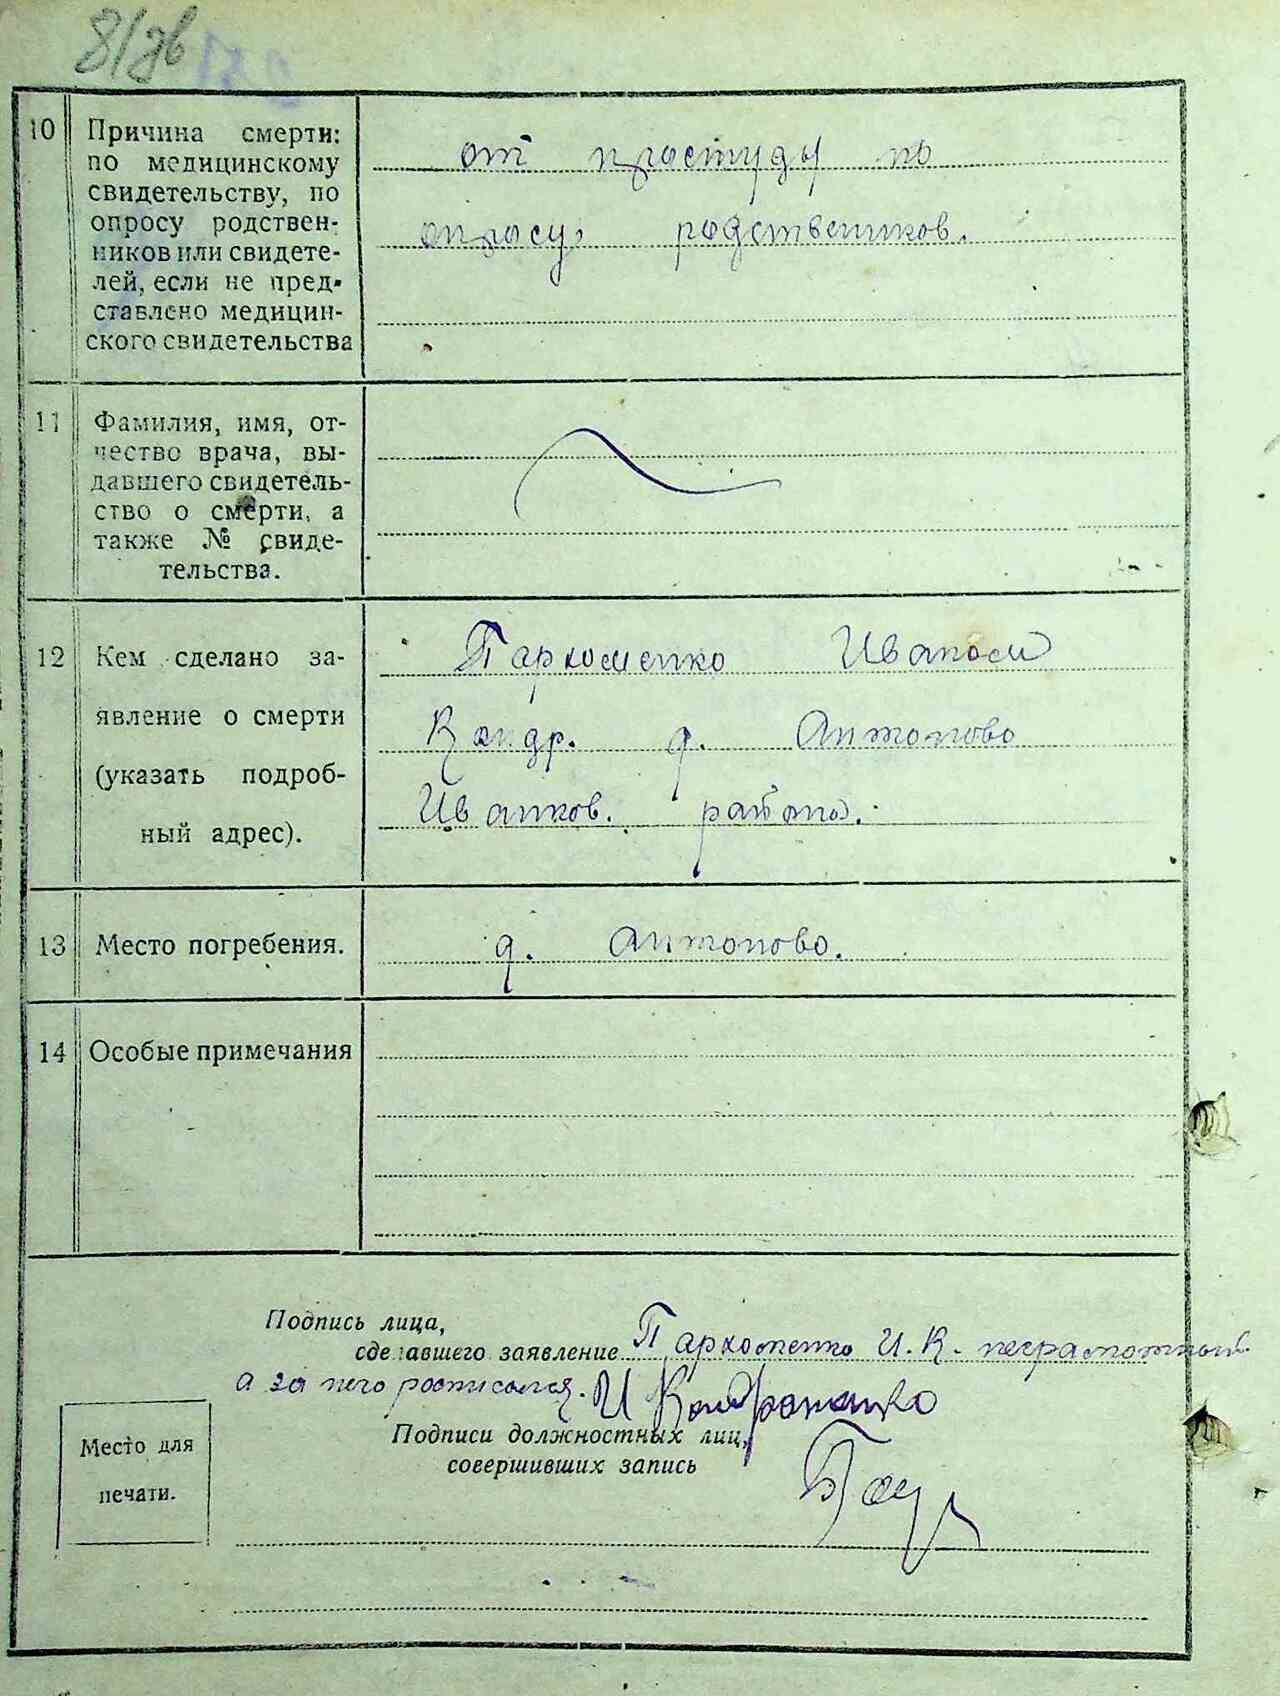 8/дв
10 Причина смерти:
по медицинскому
свидетельству, по
опросу родствен-
ников или свидете-
лей, если не пред-
ставлено медицин-
ского свидетельства
от простуды по
опросу родственников.
11 Фамилия, имя, от-
чество врача, вы-
давшего свидетель-
ство о смерти, а
также № свиде-
тельства.
12 Кем сделано за-
явление о смерти
(указать подроб-
ный адрес).
Пархоменко Иваном
Кондр. д. Антоново
Иванков. района.
13 Место погребения.
д. Антоново.
14 Особые примечания
Подпись лица,
сделавшего заявление Пархоменко И. К. неграмотный
а за него росписался. И Кондратенко
Подписи должностных лиц,
совершивших запись
Место для
печати.